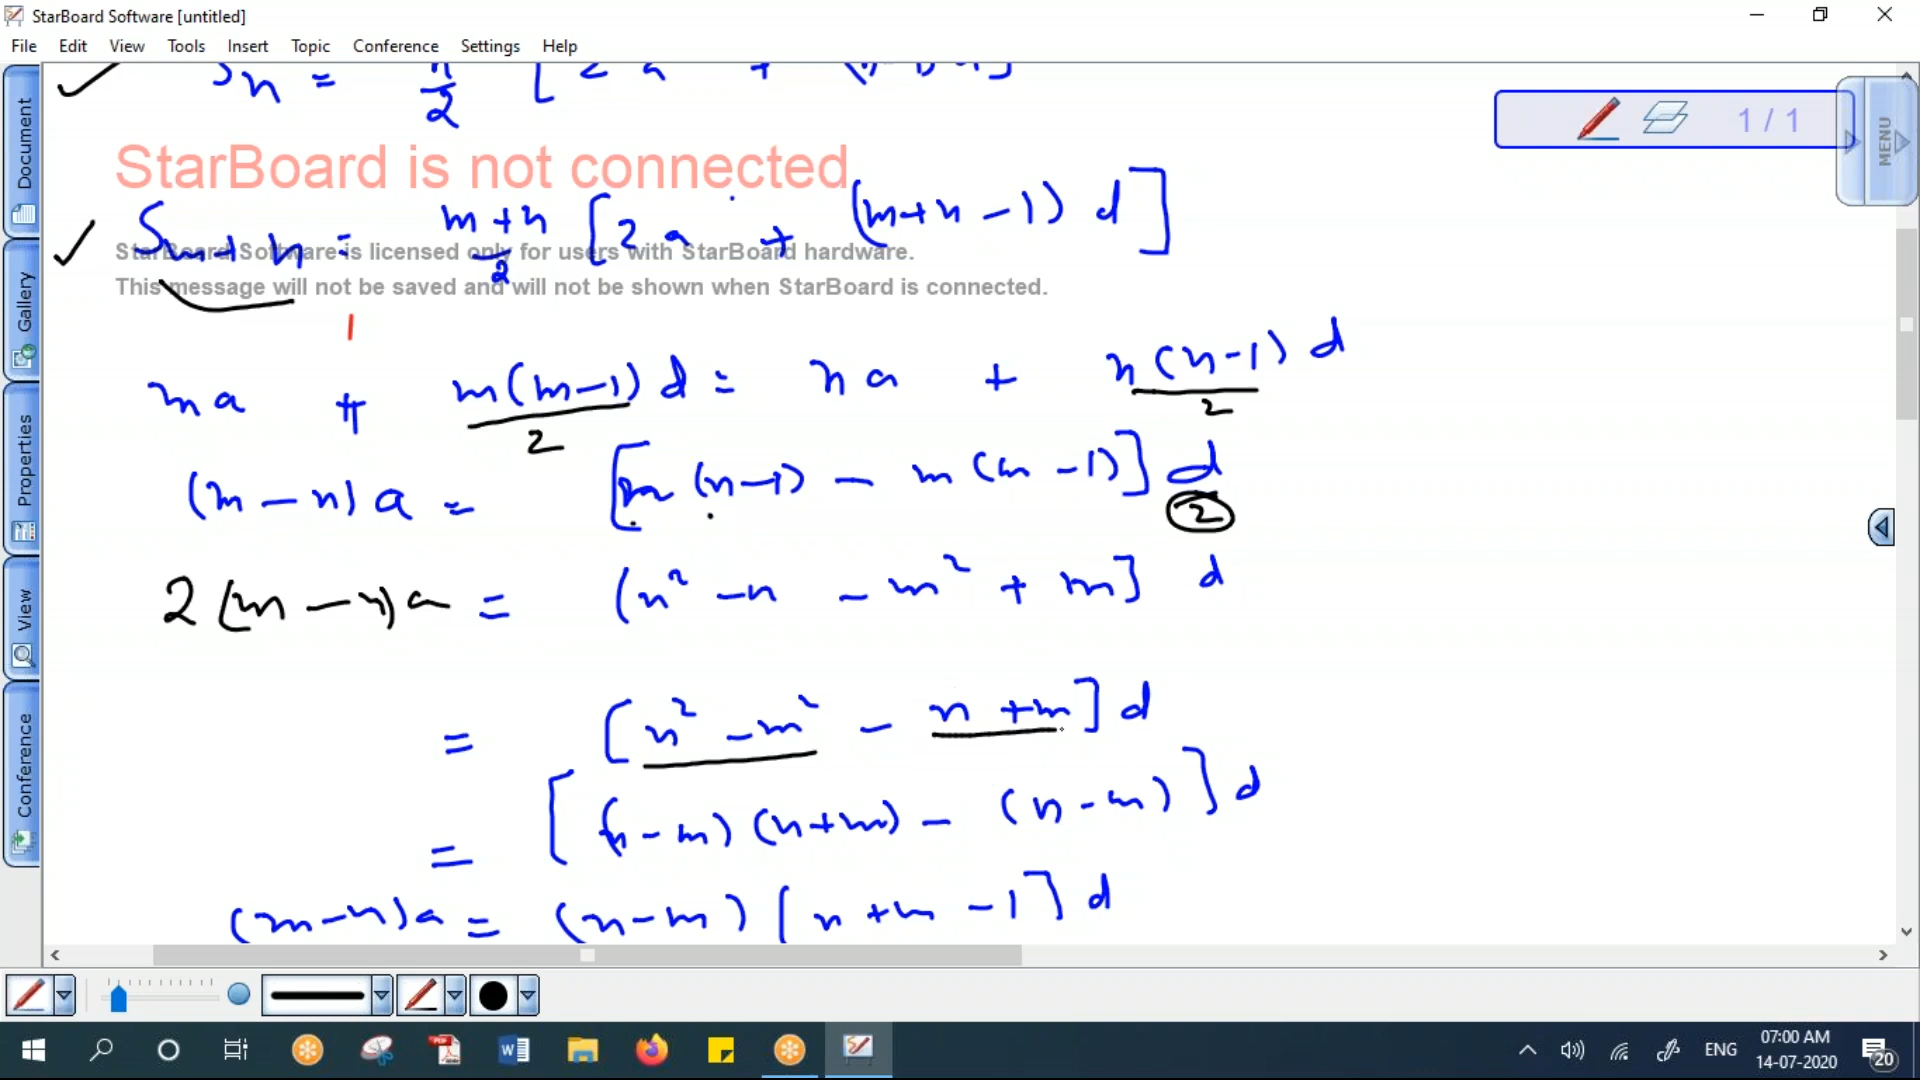 StarBoard Software [untitled]
File Edit View Tools Insert Topic Conference Settings Help
Sn = n/2 [2a + (n-1)d]
1 / 1
MENU
StarBoard is not connected
Sm+n = m+n/2 [2a + (m+n-1)d]
StarBoard Software is licensed only for users with StarBoard hardware.
This message will not be saved and will not be shown when StarBoard is connected.
ma + m(m-1)d/2 = na + n(n-1)d/2
(m-n)a = [n(n-1) - m(m-1)] d/2
2(m-n)a = (n² -n -m² + m] d
= [n² -m² - n +m] d
= [(n-m)(n+m) - (n-m)] d
(m-n)a = (n-m) [n+m-1] d
Document
Gallery
Properties
View
Conference
ENG
07:00 AM
14-07-2020
20